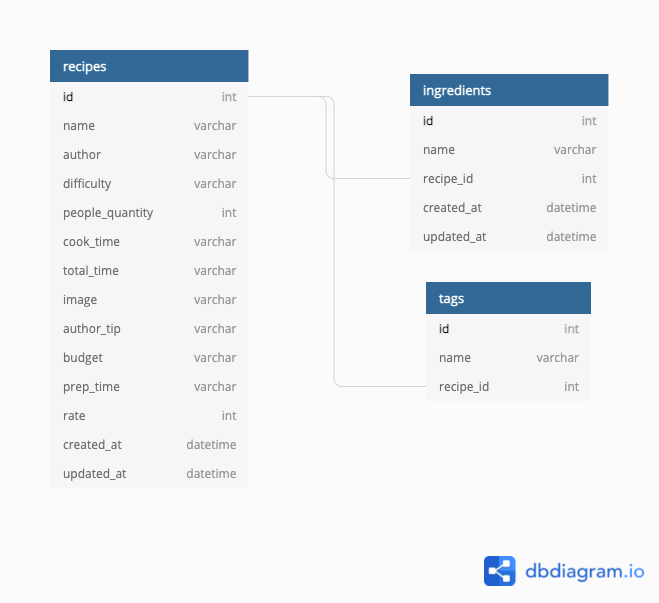 recipes
id int
name varchar
author varchar
difficulty varchar
people_quantity int
cook_time varchar
total_time varchar
image varchar
author_tip varchar
budget varchar
prep_time varchar
rate int
created_at datetime
updated_at datetime
ingredients
id int
name varchar
recipe_id int
created_at datetime
updated_at datetime
tags
id int
name varchar
recipe_id int
dbdiagram.io